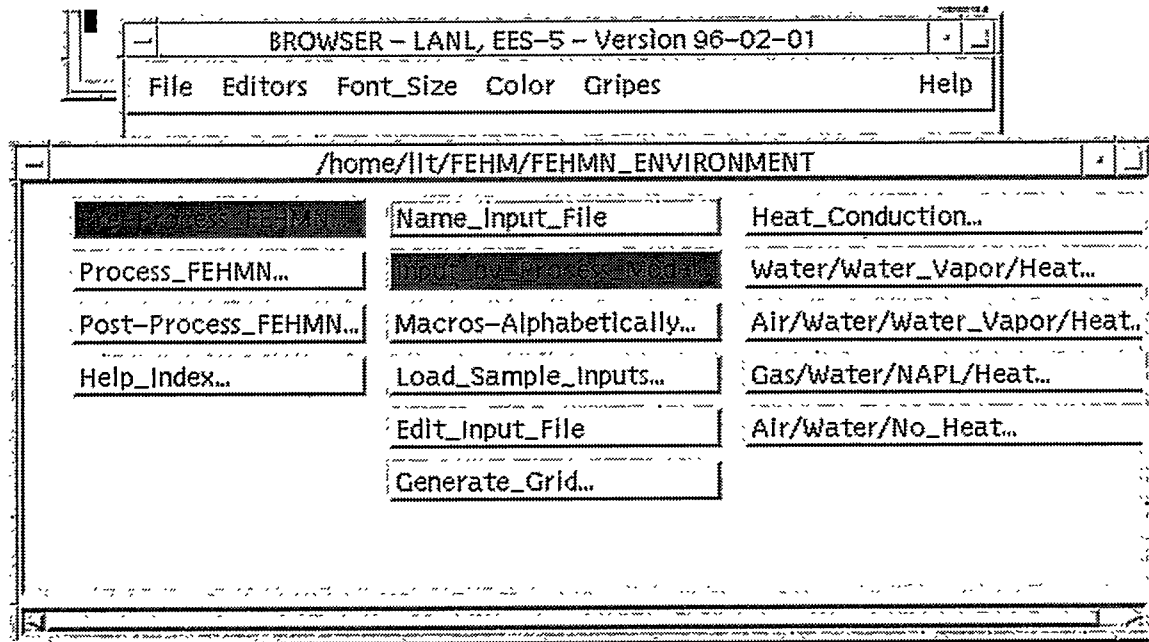 BROWSER – LANL, EES–5 – Version 96–02–01
File Editors Font_Size Color Gripes Help
/home/llt/FEHM/FEHMN_ENVIRONMENT
Process_FEHMN Name_Input_File Heat_Conduction...
Process_FEHMN... Water/Water_Vapor/Heat...
Post–Process_FEHMN... Macros–Alphabetically... Air/Water/Water_Vapor/Heat..
Help_Index... Load_Sample_Inputs... Gas/Water/NAPL/Heat...
Edit_Input_File Air/Water/No_Heat...
Generate_Grid...